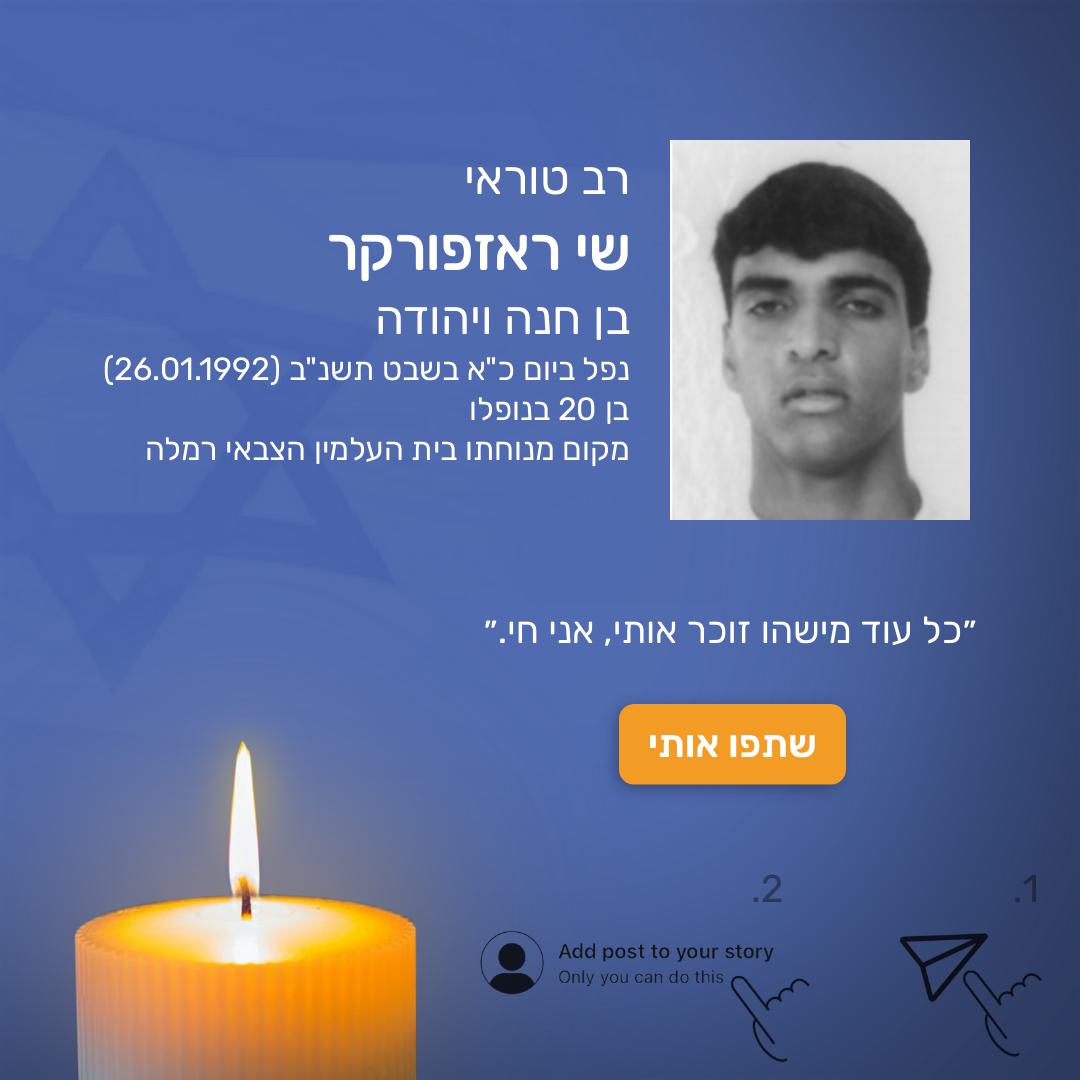 רב טוראי
שי ראזפורקר
בן חנה ויהודה
נפל ביום כ"א בשבט תשנ"ב (26.01.1992)
בן 20 בנופלו
מקום מנוחתו בית העלמין הצבאי רמלה
״כל עוד מישהו זוכר אותי, אני חי.״
שתפו אותי
1.
2.
Add post to your story
Only you can do this